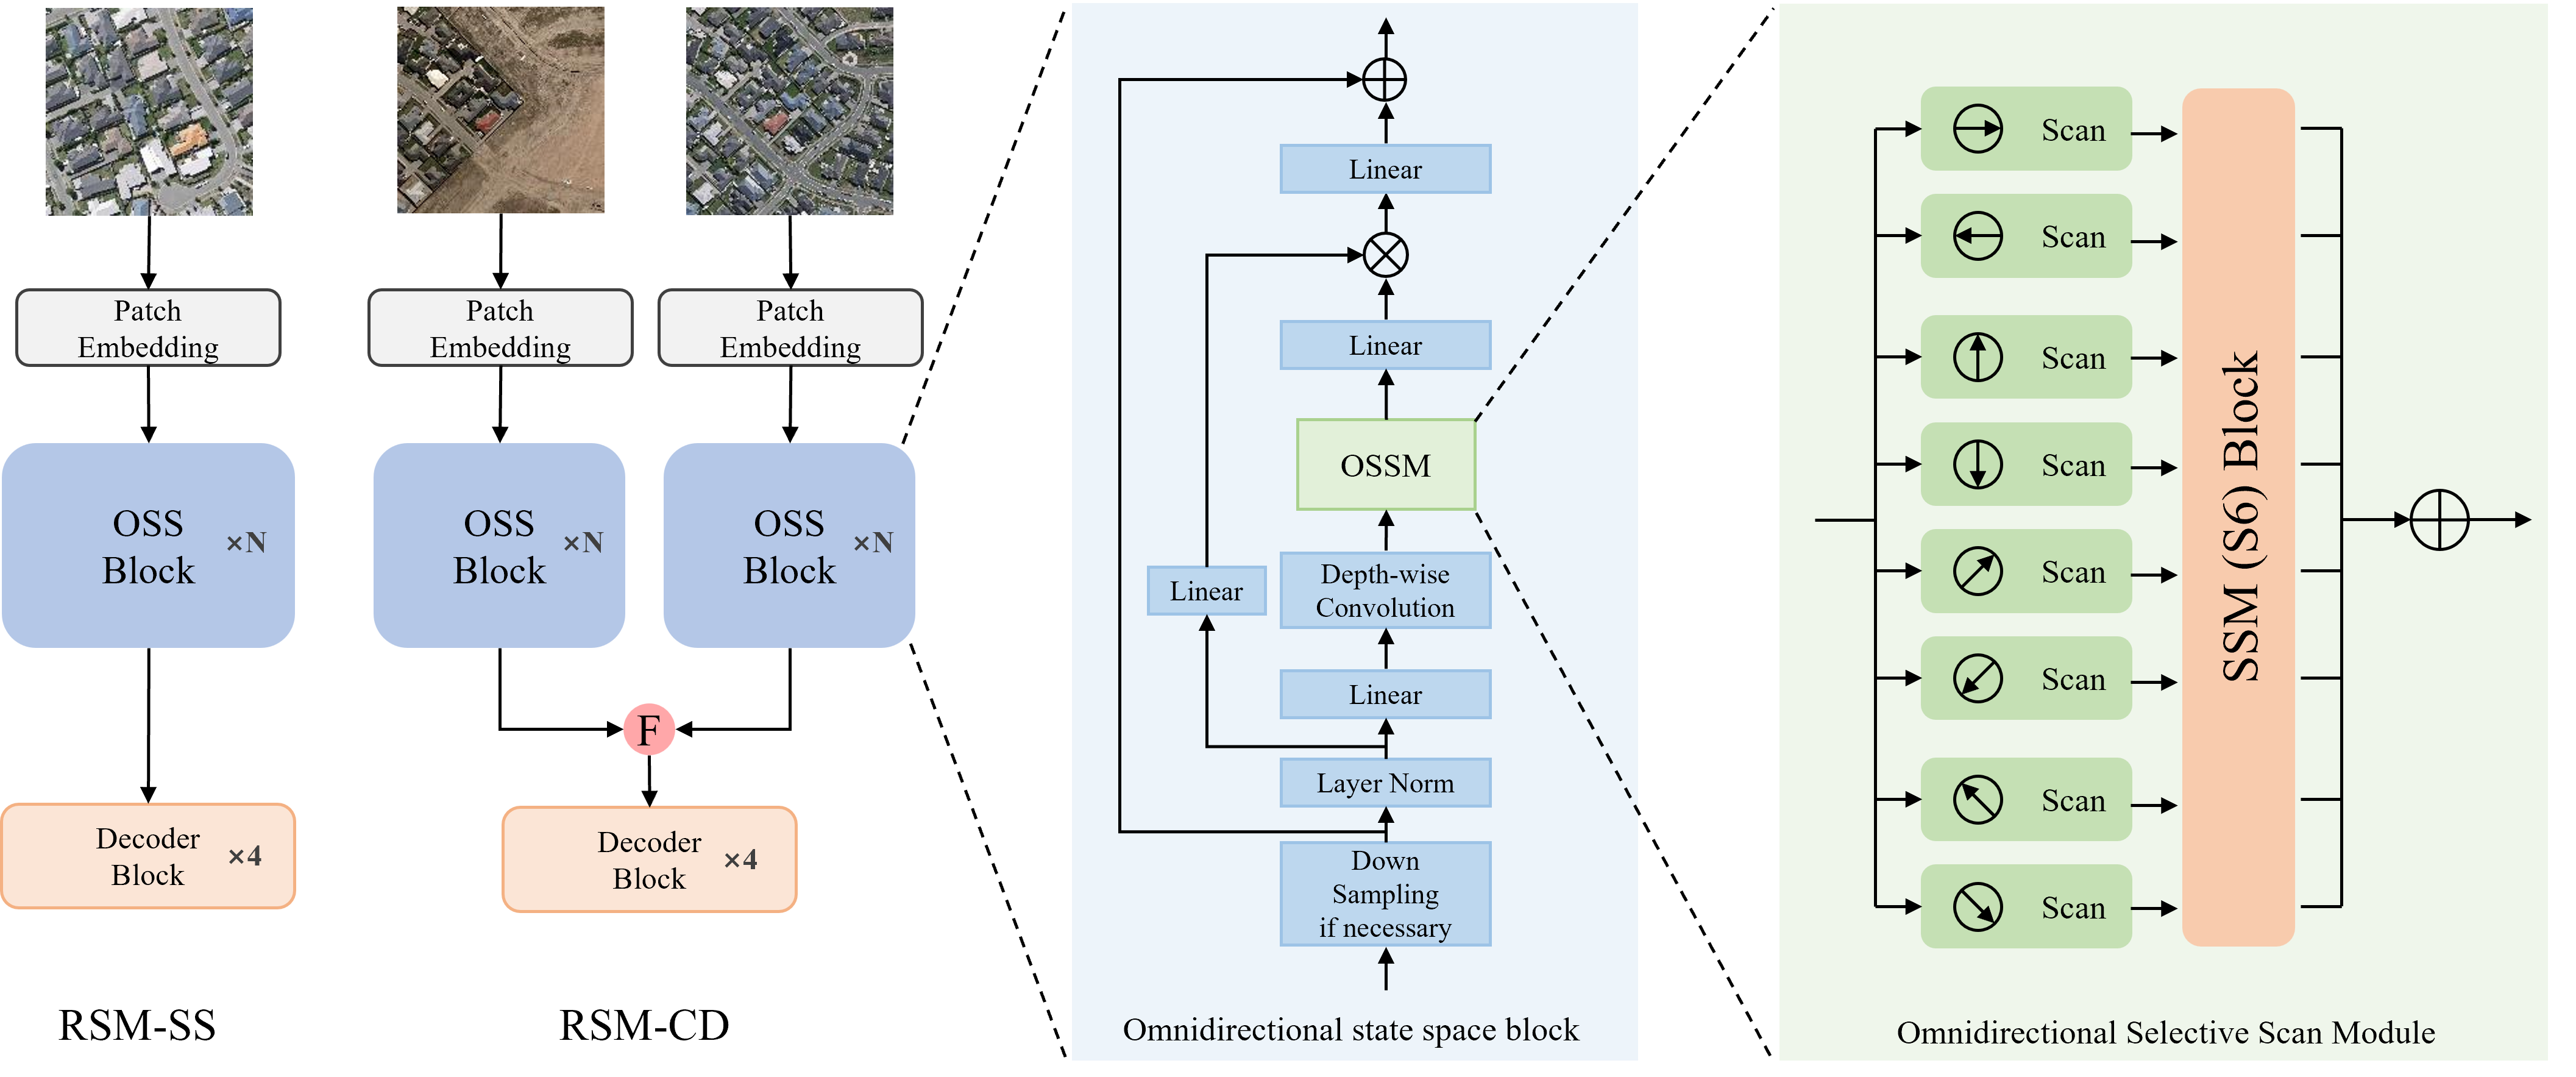 Patch
Embedding
OSS
Block
×N
Decoder
Block
×4
RSM-SS
Patch
Embedding
Patch
Embedding
OSS
Block
×N
OSS
Block
×N
F
Decoder
Block
×4
RSM-CD
Linear
Linear
OSSM
Depth-wise
Convolution
Linear
Linear
Layer Norm
Down
Sampling
if necessary
Omnidirectional state space block
Scan
Scan
Scan
Scan
Scan
Scan
Scan
Scan
SSM (S6) Block
Omnidirectional Selective Scan Module